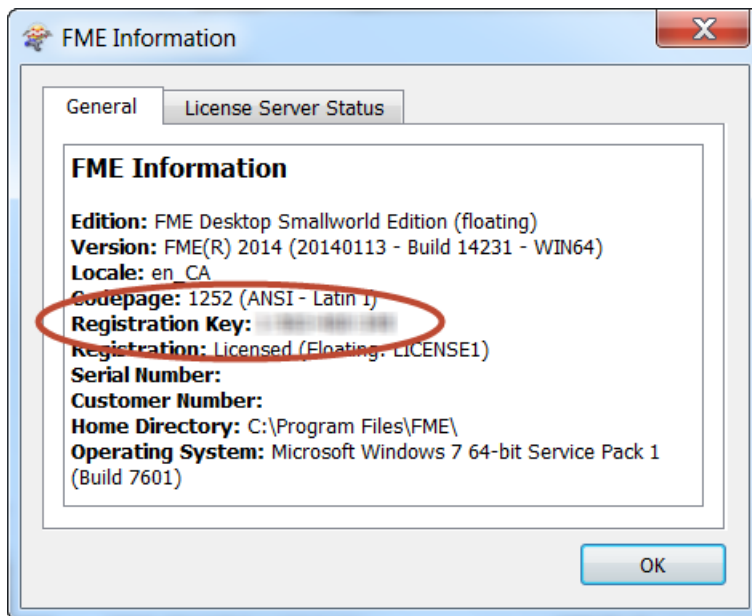 FME Information
General
License Server Status
FME Information
Edition: FME Desktop Smallworld Edition (floating)
Version: FME(R) 2014 (20140113 - Build 14231 - WIN64)
Locale: en_CA
Codepage: 1252 (ANSI - Latin I)
Registration Key:
Registration: Licensed (Floating: LICENSE1)
Serial Number:
Customer Number:
Home Directory: C:\Program Files\FME\
Operating System: Microsoft Windows 7 64-bit Service Pack 1
(Build 7601)
OK